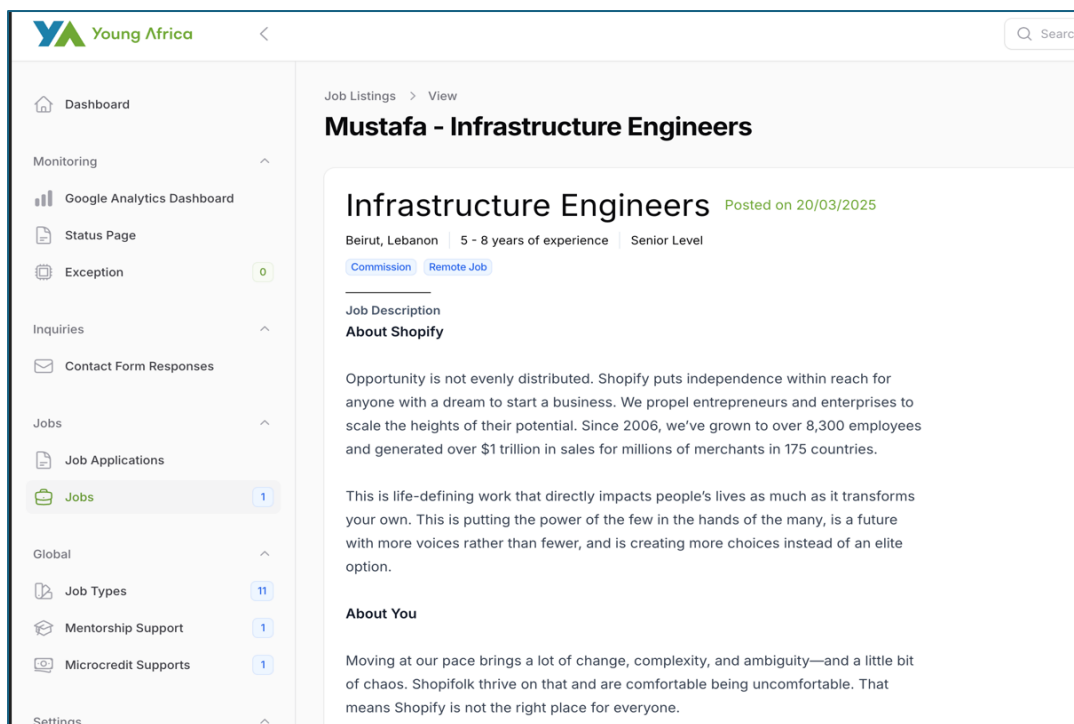 YA Young Africa
Searc
Dashboard
Monitoring
Google Analytics Dashboard
Status Page
Exception 0
Inquiries
Contact Form Responses
Jobs
Job Applications
Jobs 1
Global
Job Types 11
Mentorship Support 1
Microcredit Supports 1
Settings
Job Listings > View
Mustafa - Infrastructure Engineers
Infrastructure Engineers Posted on 20/03/2025
Beirut, Lebanon 5 - 8 years of experience Senior Level
Commission Remote Job
Job Description
About Shopify
Opportunity is not evenly distributed. Shopify puts independence within reach for
anyone with a dream to start a business. We propel entrepreneurs and enterprises to
scale the heights of their potential. Since 2006, we’ve grown to over 8,300 employees
and generated over $1 trillion in sales for millions of merchants in 175 countries.
This is life-defining work that directly impacts people’s lives as much as it transforms
your own. This is putting the power of the few in the hands of the many, is a future
with more voices rather than fewer, and is creating more choices instead of an elite
option.
About You
Moving at our pace brings a lot of change, complexity, and ambiguity—and a little bit
of chaos. Shopifolk thrive on that and are comfortable being uncomfortable. That
means Shopify is not the right place for everyone.